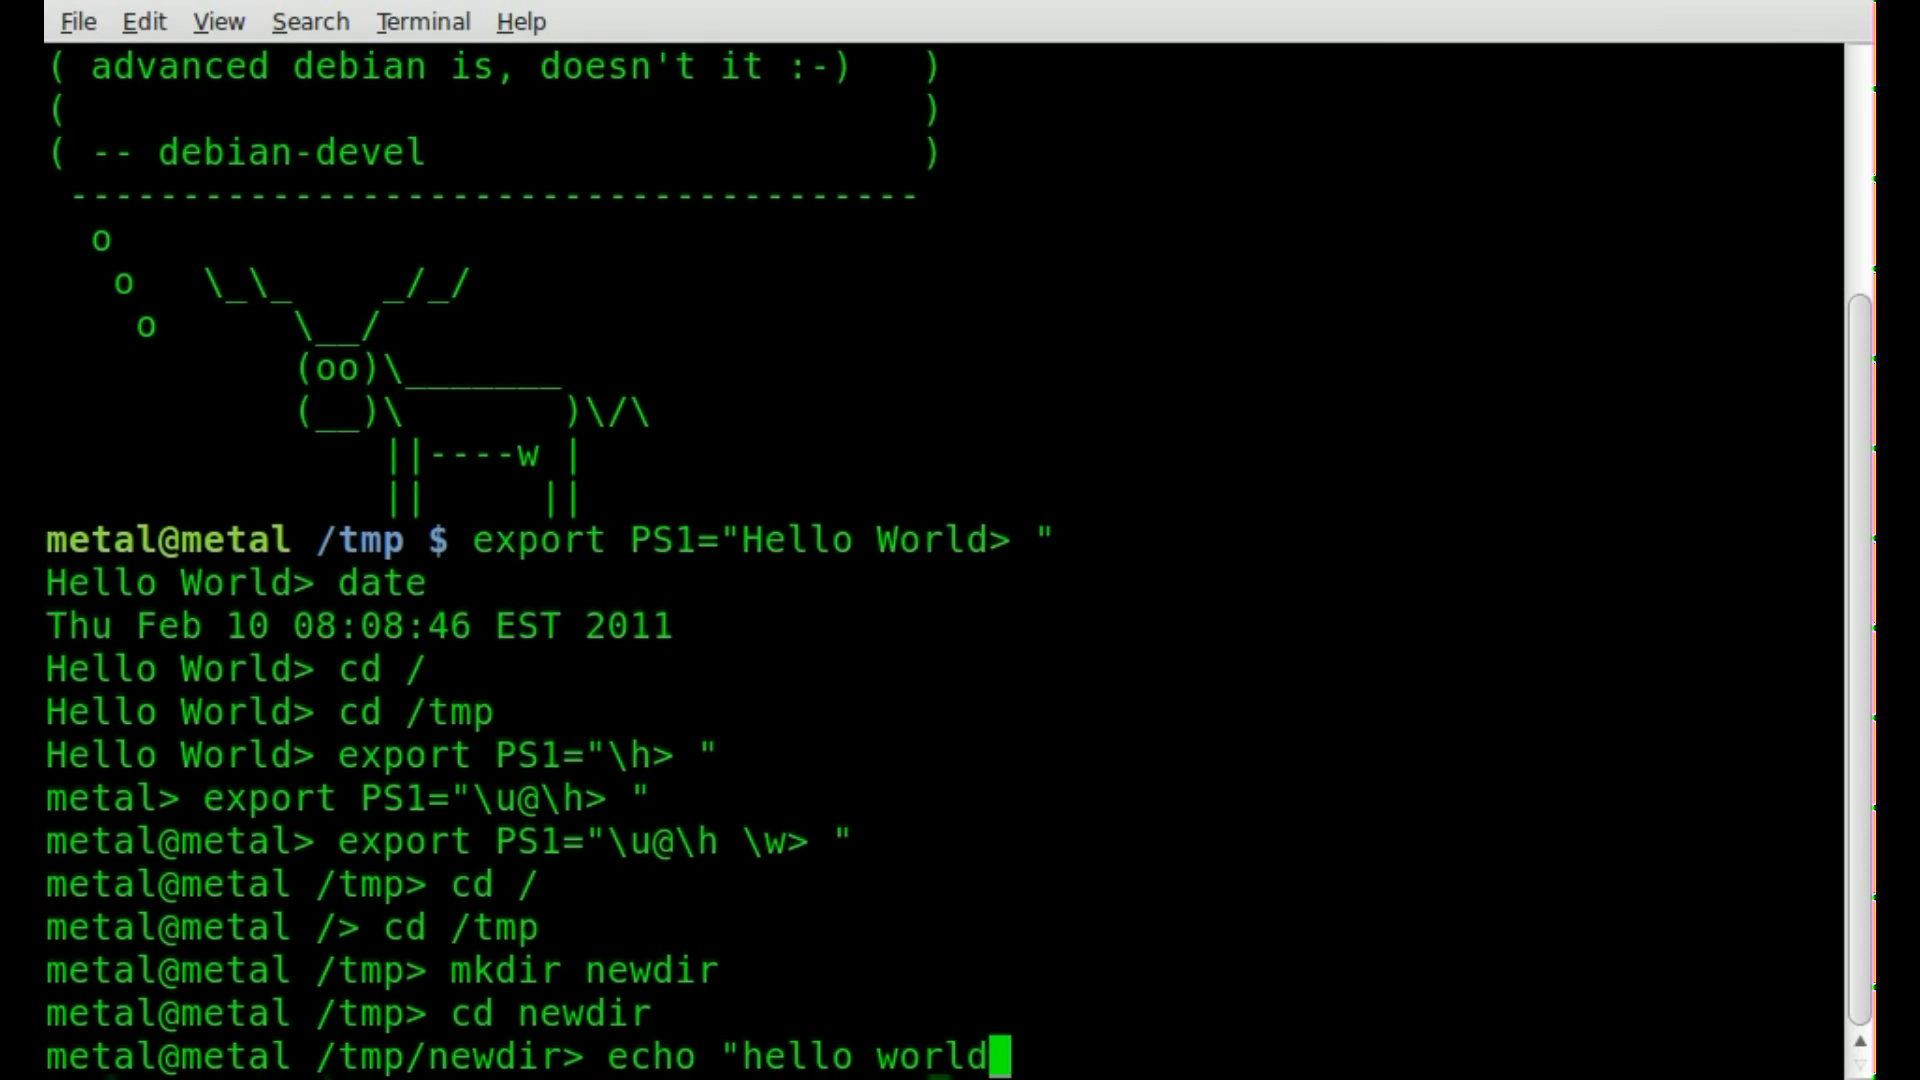 File Edit View Search Terminal Help
( advanced debian is, doesn't it :-)    )
(                                       )
( -- debian-devel                       )
 --------------------------------------
  o
   o   \_\_    _/_/
    o      \__/
           (oo)\_______
           (__)\       )\/\
               ||----w |
               ||     ||
metal@metal /tmp $ export PS1="Hello World> "
Hello World> date
Thu Feb 10 08:08:46 EST 2011
Hello World> cd /
Hello World> cd /tmp
Hello World> export PS1="\h> "
metal> export PS1="\u@\h> "
metal@metal> export PS1="\u@\h \w> "
metal@metal /tmp> cd /
metal@metal /> cd /tmp
metal@metal /tmp> mkdir newdir
metal@metal /tmp> cd newdir
metal@metal /tmp/newdir> echo "hello world